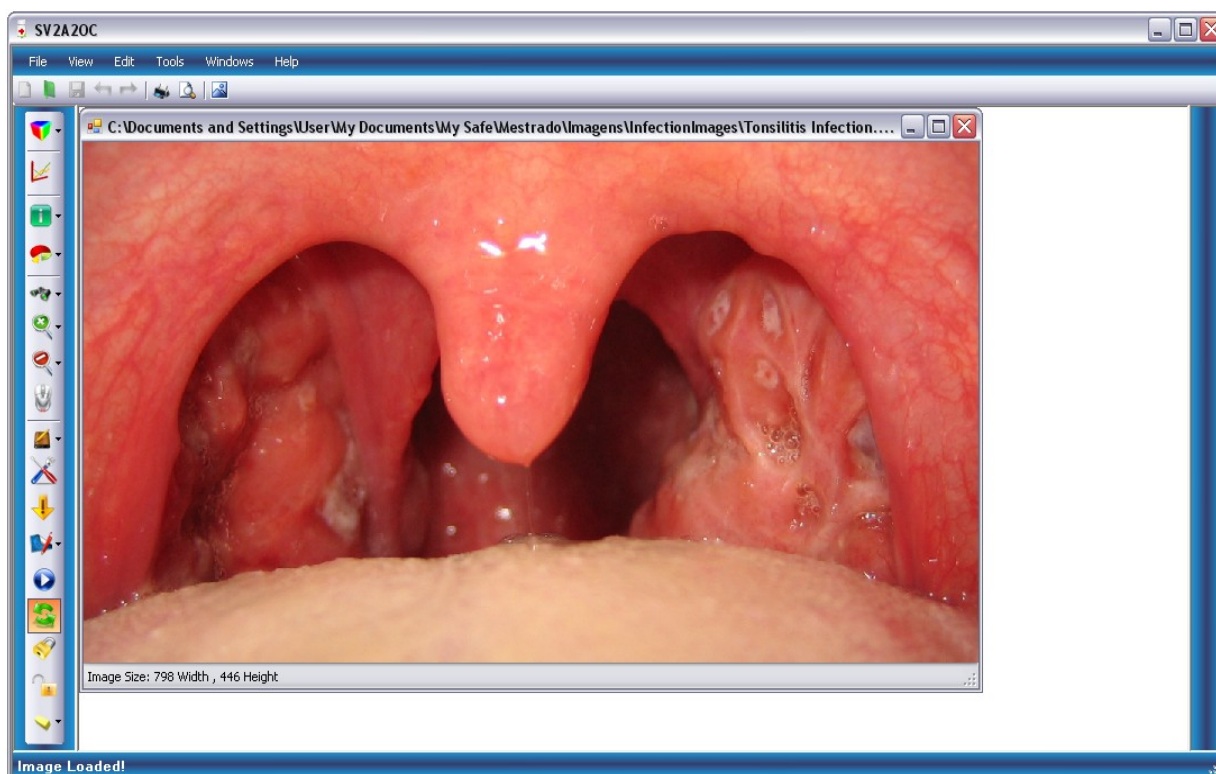 SV2A2OC
File View Edit Tools Windows Help
C:\Documents and Settings\User\My Documents\My Safe\Mestrado\Imagens\InfectionImages\Tonsilitis Infection....
Image Size: 798 Width , 446 Height
Image Loaded!